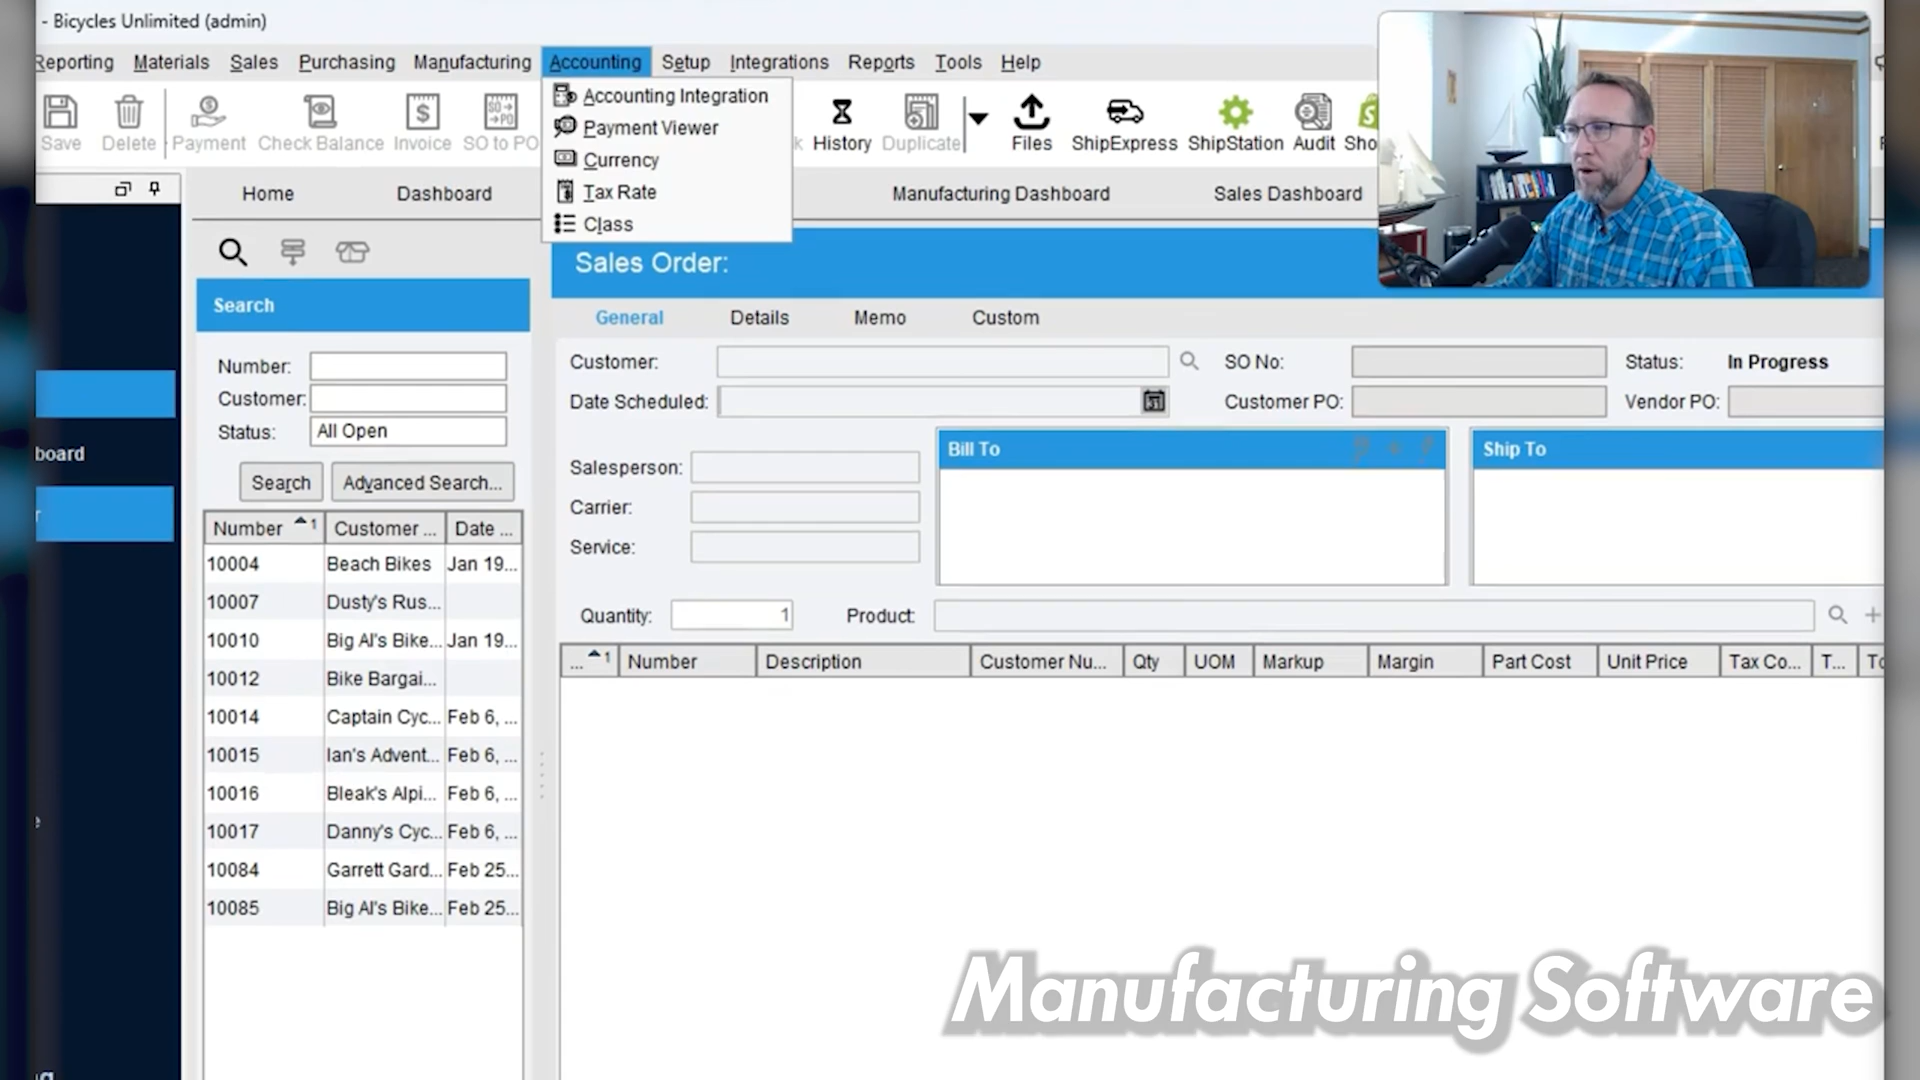 - Bicycles Unlimited (admin)
Reporting Materials Sales Purchasing Manufacturing Accounting Setup Integrations Reports Tools Help
Accounting Integration
Payment Viewer
Currency
Tax Rate
Class
Save Delete Payment Check Balance Invoice SO to PO History Duplicate Files ShipExpress ShipStation Audit Sho
SO→ →PO
Home Dashboard Manufacturing Dashboard Sales Dashboard
Search
Number:
Customer:
Status: All Open
Search Advanced Search...
Number 1 Customer ... Date ...
10004 Beach Bikes Jan 19...
10007 Dusty's Rus...
10010 Big Al's Bike... Jan 19...
10012 Bike Bargai...
10014 Captain Cyc... Feb 6, ...
10015 Ian's Advent... Feb 6, ...
10016 Bleak's Alpi... Feb 6, ...
10017 Danny's Cyc... Feb 6, ...
10084 Garrett Gard... Feb 25...
10085 Big Al's Bike... Feb 25...
board
r
e
Sales Order:
General Details Memo Custom
Customer: SO No: Status: In Progress
Date Scheduled: 31 Customer PO: Vendor PO:
Salesperson:
Carrier:
Service:
Bill To
Ship To
Quantity: 1 Product:
... 1 Number Description Customer Nu... Qty UOM Markup Margin Part Cost Unit Price Tax Co... T... To
Manufacturing Software